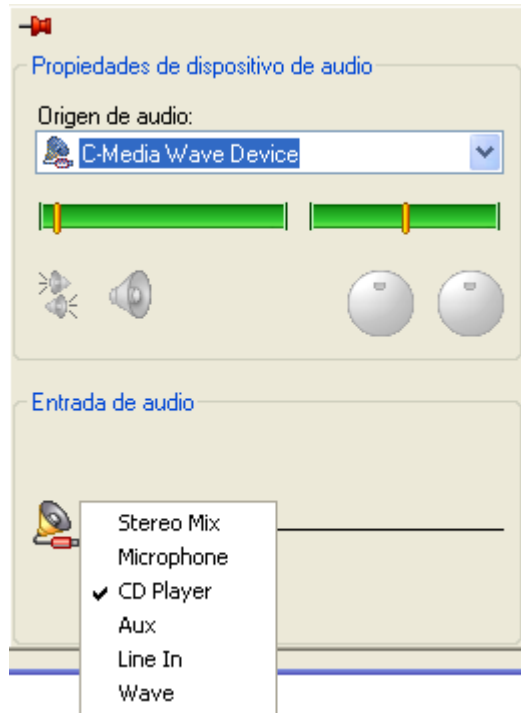 Propiedades de dispositivo de audio
Origen de audio:
C-Media Wave Device
Entrada de audio
Stereo Mix
Microphone
CD Player
Aux
Line In
Wave